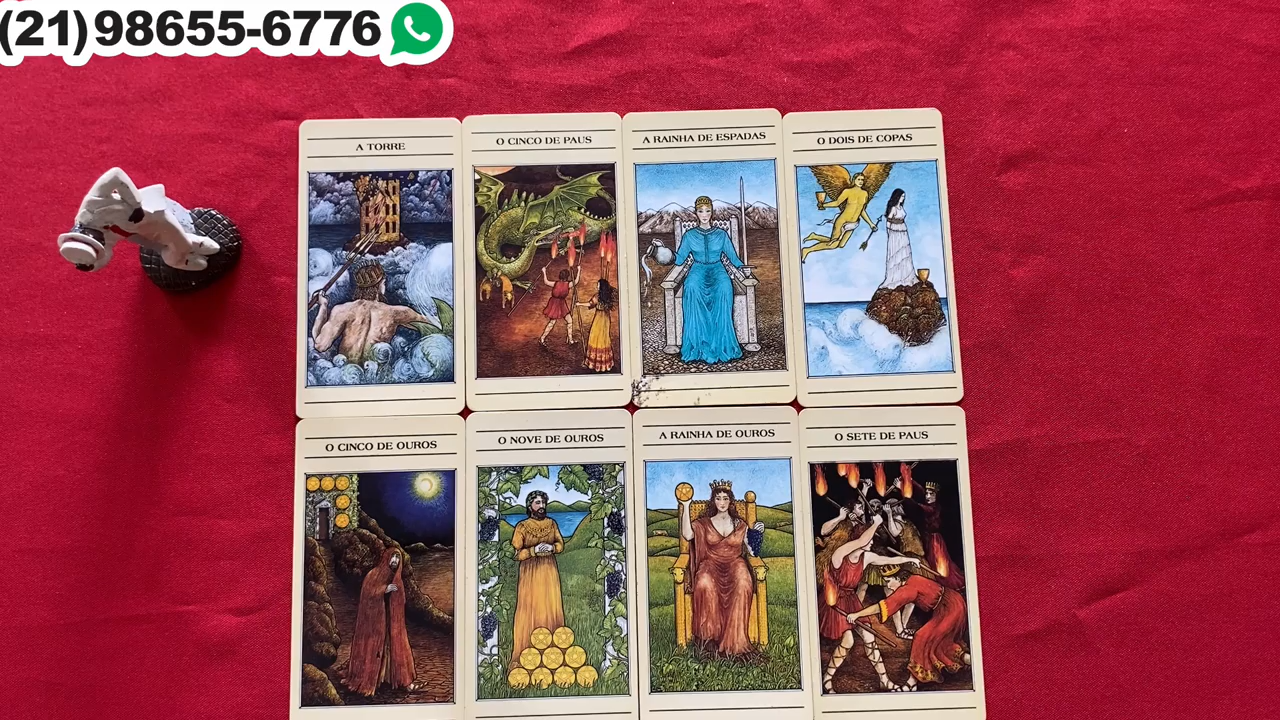 (21)98655-6776
A TORRE
O CINCO DE PAUS
A RAINHA DE ESPADAS
O DOIS DE COPAS
O CINCO DE OUROS
O NOVE DE OUROS
A RAINHA DE OUROS
O SETE DE PAUS